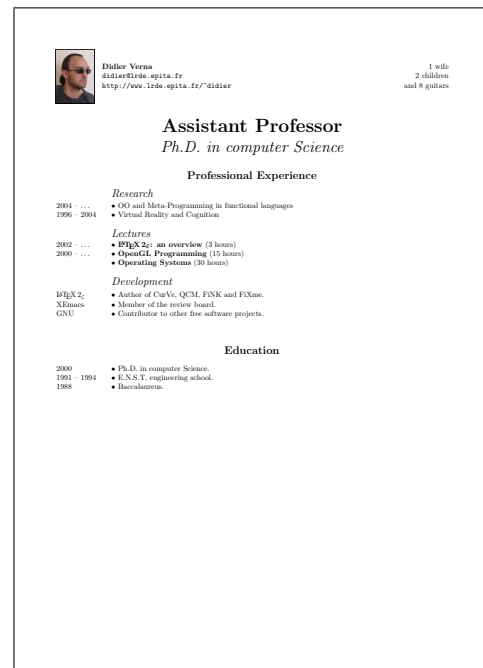 Didier Verna
didier@lrde.epita.fr
http://www.lrde.epita.fr/~didier
1 wife
2 children
and 8 guitars
Assistant Professor
Ph.D. in computer Science
Professional Experience
Research
2004 – ... • OO and Meta-Programming in functional languages
1996 – 2004 • Virtual Reality and Cognition
Lectures
2002 – ... • LaTeX 2ε: an overview (3 hours)
2000 – ... • OpenGL Programming (15 hours)
• Operating Systems (30 hours)
Development
LaTeX 2ε • Author of CurVe, QCM, FiNK and FiXme.
XEmacs • Member of the review board.
GNU • Contributor to other free software projects.
Education
2000 • Ph.D. in computer Science.
1991 – 1994 • E.N.S.T. engineering school.
1988 • Baccalaureus.